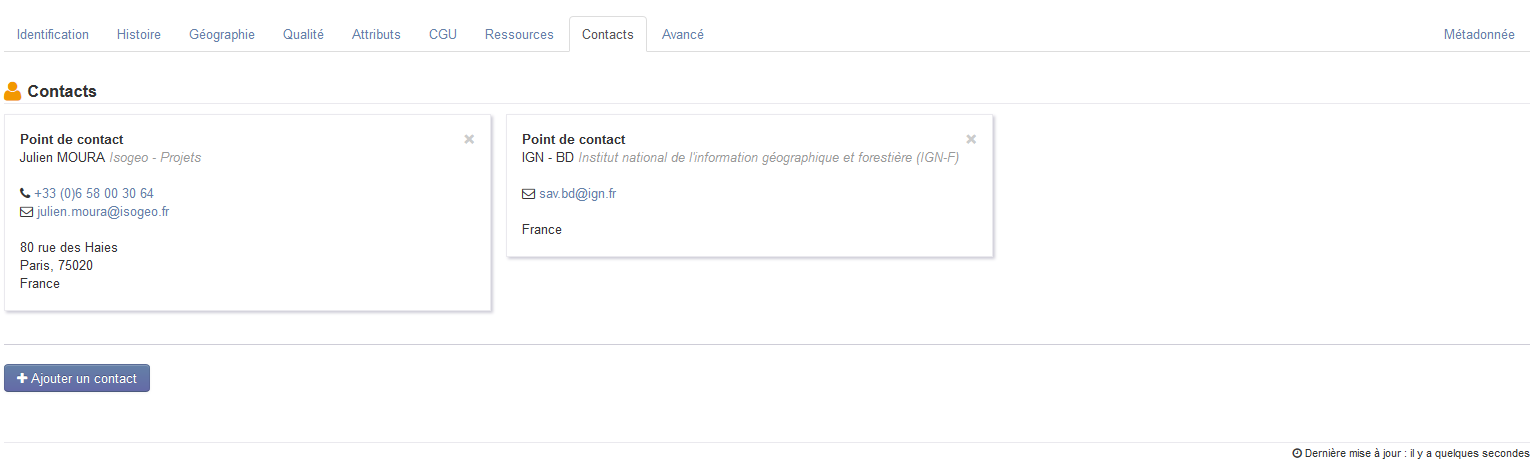 Identification Histoire Géographie Qualité Attributs CGU Ressources Contacts Avancé Métadonnée
Contacts
Point de contact
Julien MOURA Isogeo - Projets
+33 (0)6 58 00 30 64
julien.moura@isogeo.fr
80 rue des Haies
Paris, 75020
France
Point de contact
IGN - BD Institut national de l'information géographique et forestière (IGN-F)
sav.bd@ign.fr
France
Ajouter un contact
Dernière mise à jour : il y a quelques secondes